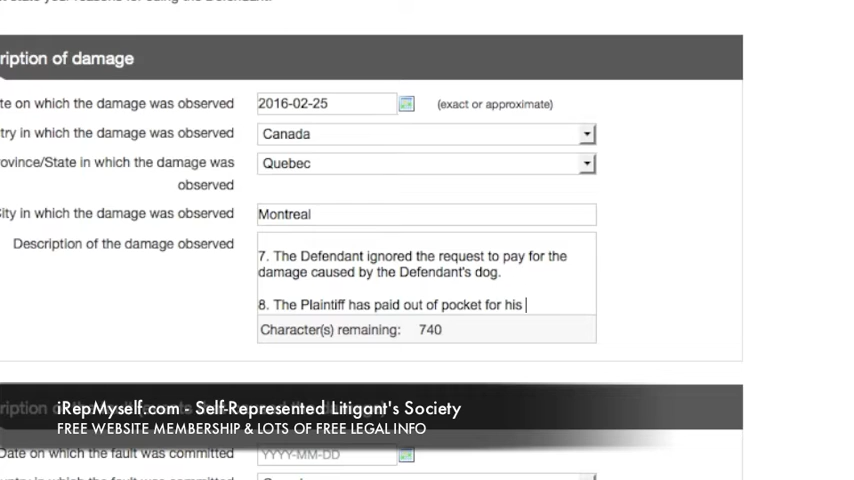 ription of damage
te on which the damage was observed 2016-02-25 (exact or approximate)
try in which the damage was observed Canada
rovince/State in which the damage was Quebec
observed
City in which the damage was observed Montreal
Description of the damage observed
7. The Defendant ignored the request to pay for the
damage caused by the Defendant's dog.
8. The Plaintiff has paid out of pocket for his
Character(s) remaining: 740
iRepMyself.com - Self-Represented Litigant's Society
FREE WEBSITE MEMBERSHIP & LOTS OF FREE LEGAL INFO
Date on which the fault was committed YYYY-MM-DD